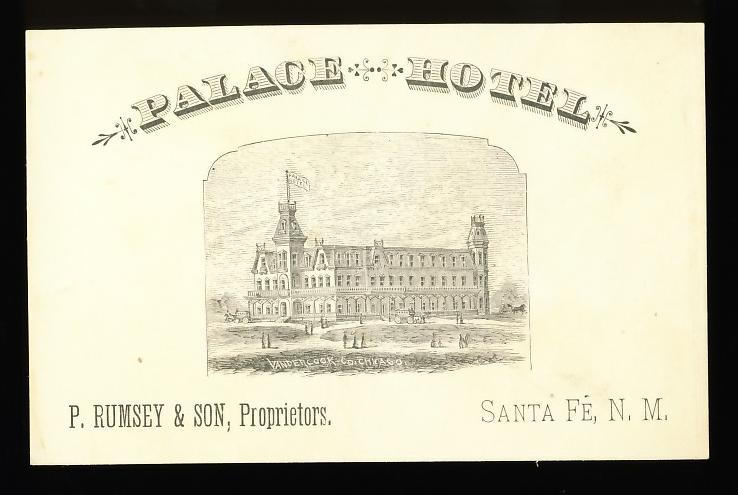 PALACE HOTEL
VANDERCOOK & CO. CHICAGO.
P. RUMSEY & SON, Proprietors.
SANTA FÉ, N. M.